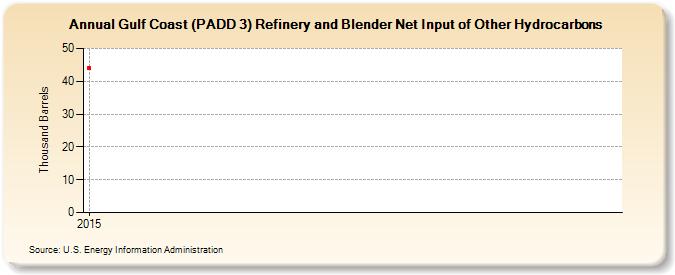 Annual Gulf Coast (PADD 3) Refinery and Blender Net Input of Other Hydrocarbons
Thousand Barrels
50
40
30
20
10
0
2015
Source: U.S. Energy Information Administration